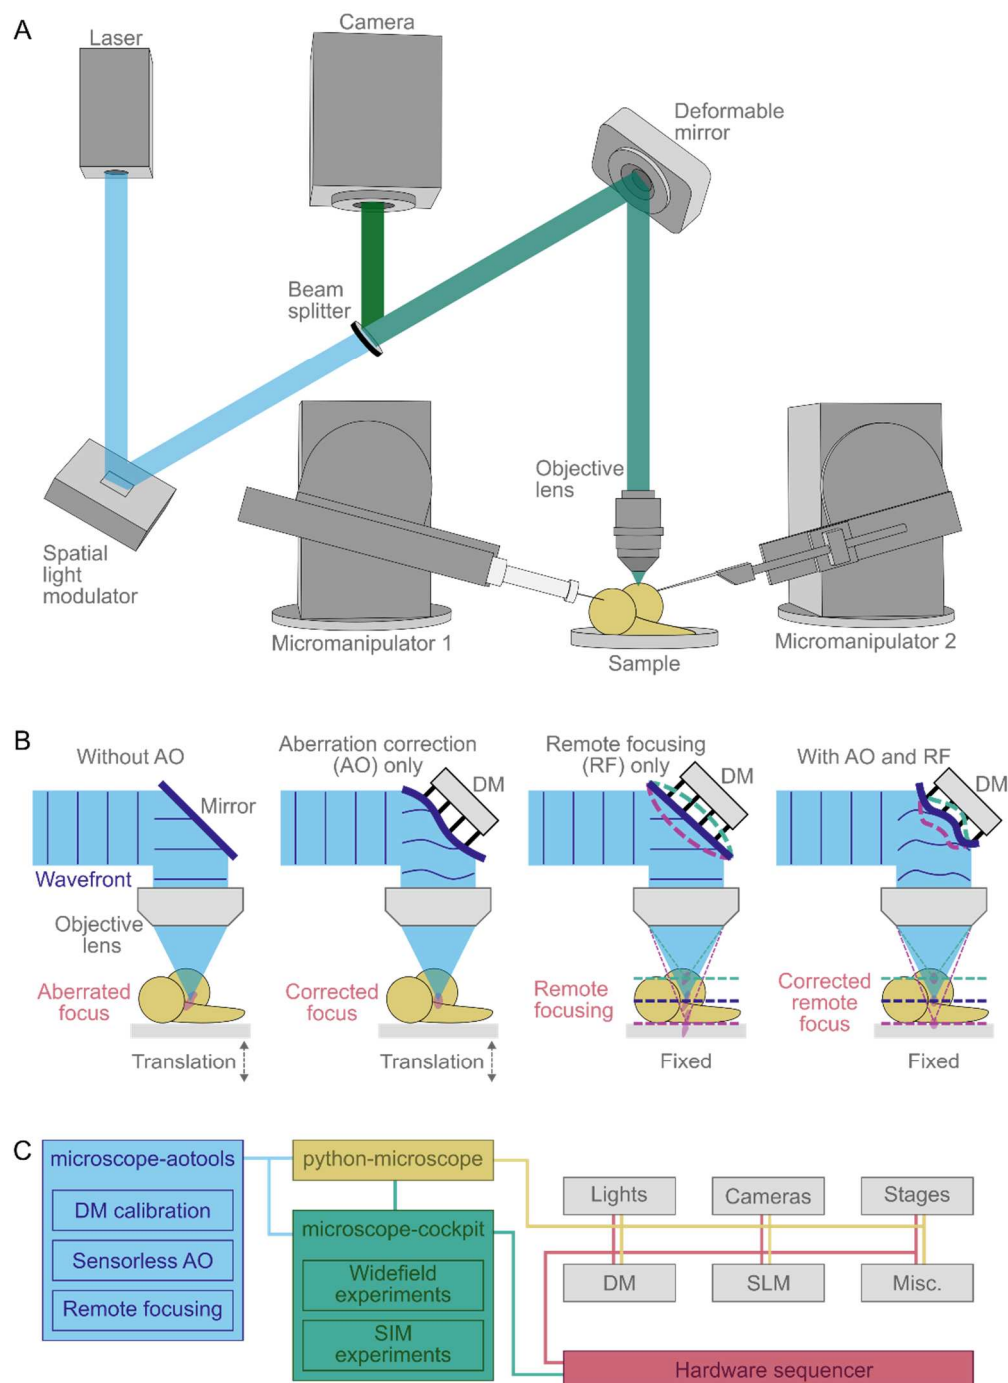 A
Laser
Camera
Deformable
mirror
Beam
splitter
Objective
lens
Spatial
light
modulator
Micromanipulator 1
Sample
Micromanipulator 2
B
Without AO
Mirror
Wavefront
Objective
lens
Aberrated
focus
Translation
Aberration correction
(AO) only
DM
Corrected
focus
Translation
Remote focusing
(RF) only
DM
Remote
focusing
Fixed
With AO and RF
DM
Corrected
remote
focus
Fixed
C
microscope-aotools
DM calibration
Sensorless AO
Remote focusing
python-microscope
microscope-cockpit
Widefield
experiments
SIM
experiments
Lights
Cameras
Stages
DM
SLM
Misc.
Hardware sequencer